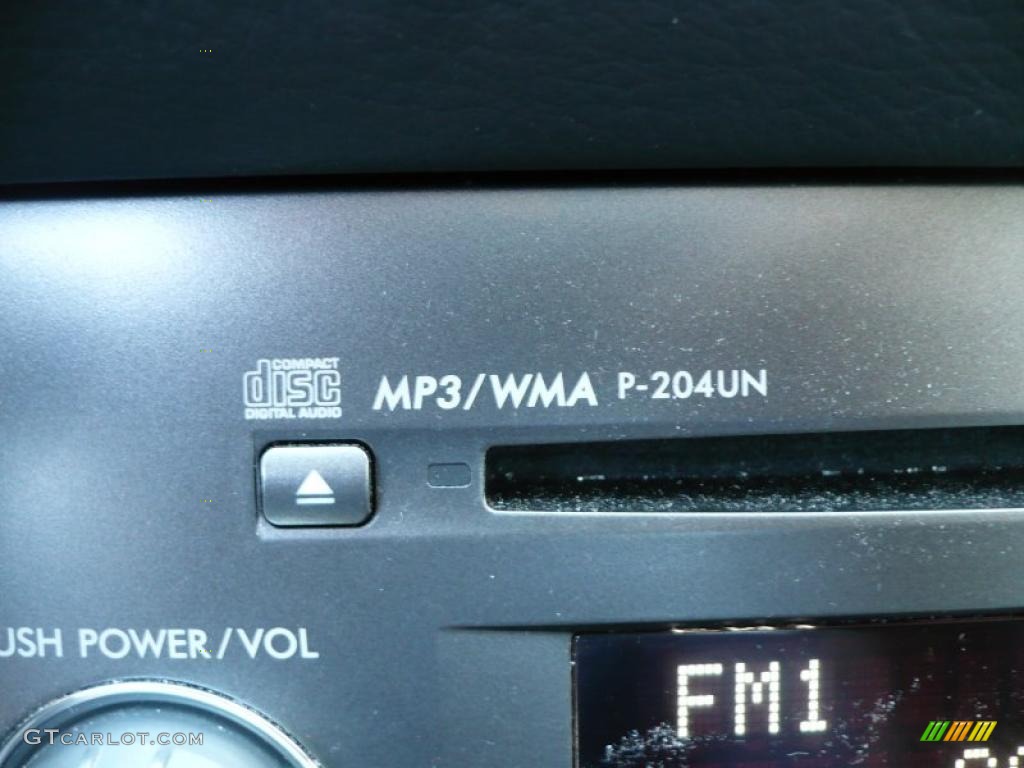 COMPACT
disc
DIGITAL AUDIO
MP3/WMA P-204UN
USH POWER/VOL
FM1
GTCARLOT.COM